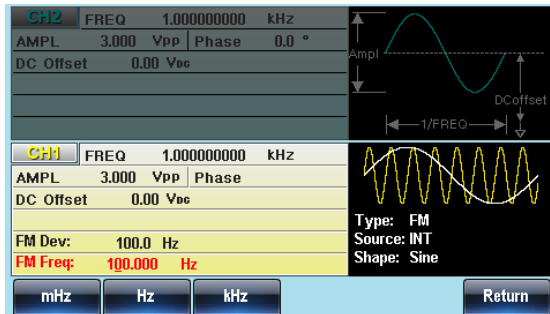 CH2 FREQ 1.000000000 kHz
AMPL 3.000 Vpp Phase 0.0 °
DC Offset 0.00 VDC
Ampl
DCoffset
1/FREQ
CH1 FREQ 1.000000000 kHz
AMPL 3.000 Vpp Phase
DC Offset 0.00 VDC
FM Dev: 100.0 Hz
FM Freq: 100.000 Hz
Type: FM
Source: INT
Shape: Sine
mHz Hz kHz Return